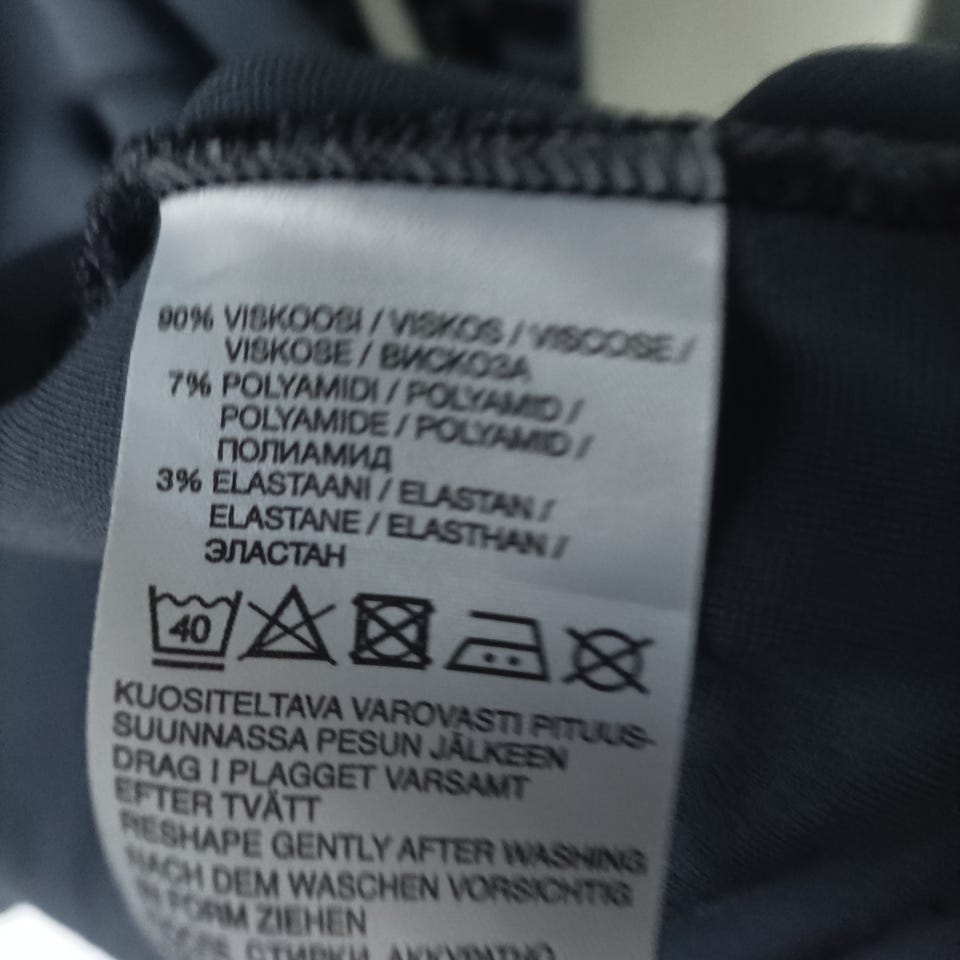 90% VISKOOSI / VISKOS / VISCOSE /
VISKOSE / ВИСКОЗА
7% POLYAMIDI / POLYAMID /
POLYAMIDE / POLYAMID /
ПОЛИАМИД
3% ELASTAANI / ELASTAN /
ELASTANE / ELASTHAN /
ЭЛАСТАН
40
KUOSITELTAVA VAROVASTI PITUUS-
SUUNNASSA PESUN JÄLKEEN
DRAG I PLAGGET VARSAMT
EFTER TVÄTT
RESHAPE GENTLY AFTER WASHING
NACH DEM WASCHEN VORSICHTIG
IN FORM ZIEHEN
СТИРКИ АККУРАТНО